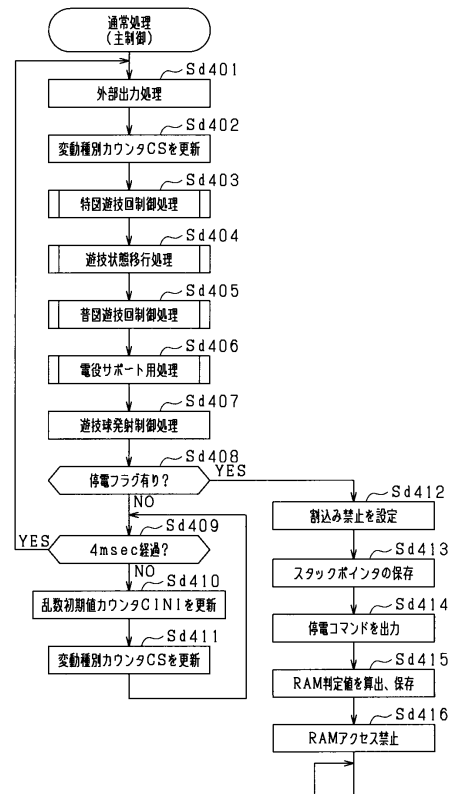 通常処理
(主制御)
Sd401
外部出力処理
Sd402
変動種別カウンタCSを更新
Sd403
特図遊技回制御処理
Sd404
遊技状態移行処理
Sd405
普図遊技回制御処理
Sd406
電役サポート用処理
Sd407
遊技球発射制御処理
Sd408
停電フラグ有り?
YES
NO
Sd409
4msec経過?
YES
NO
Sd410
乱数初期値カウンタCINIを更新
Sd411
変動種別カウンタCSを更新
Sd412
割込み禁止を設定
Sd413
スタックポインタの保存
Sd414
停電コマンドを出力
Sd415
RAM判定値を算出、保存
Sd416
RAMアクセス禁止